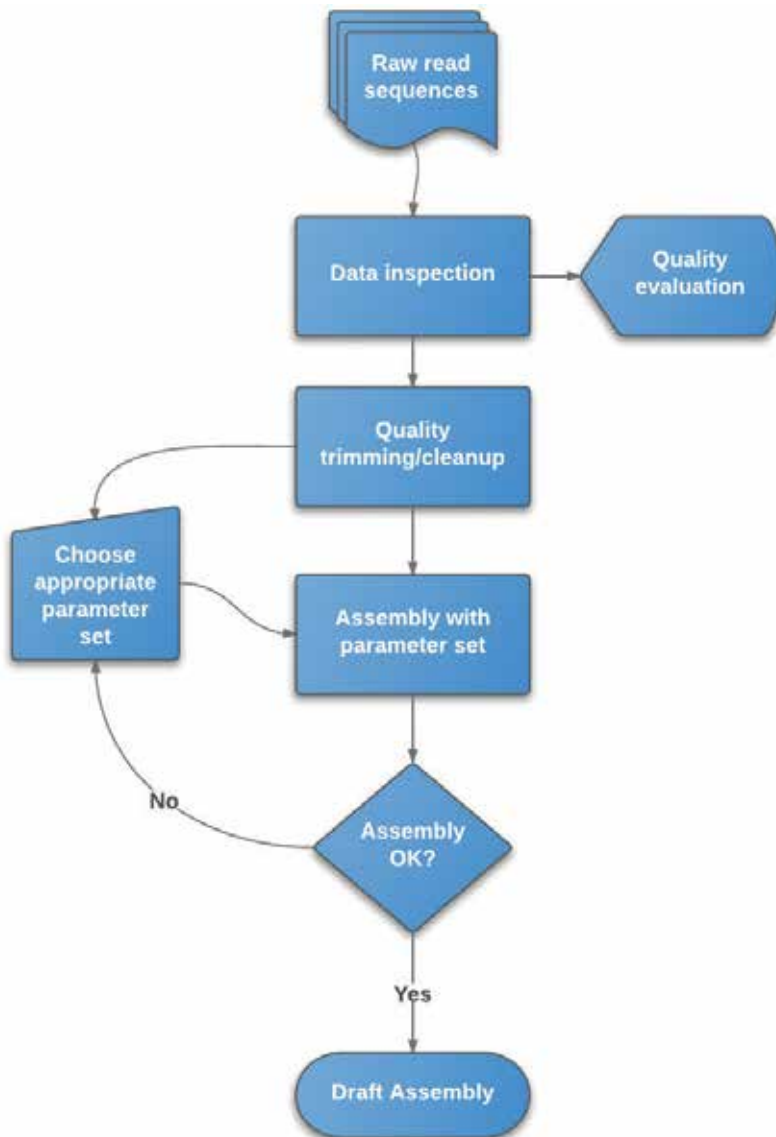 Raw read
sequences
Data inspection
Quality
evaluation
Quality
trimming/cleanup
Choose
appropriate
parameter
set
Assembly with
parameter set
No
Assembly
OK?
Yes
Draft Assembly